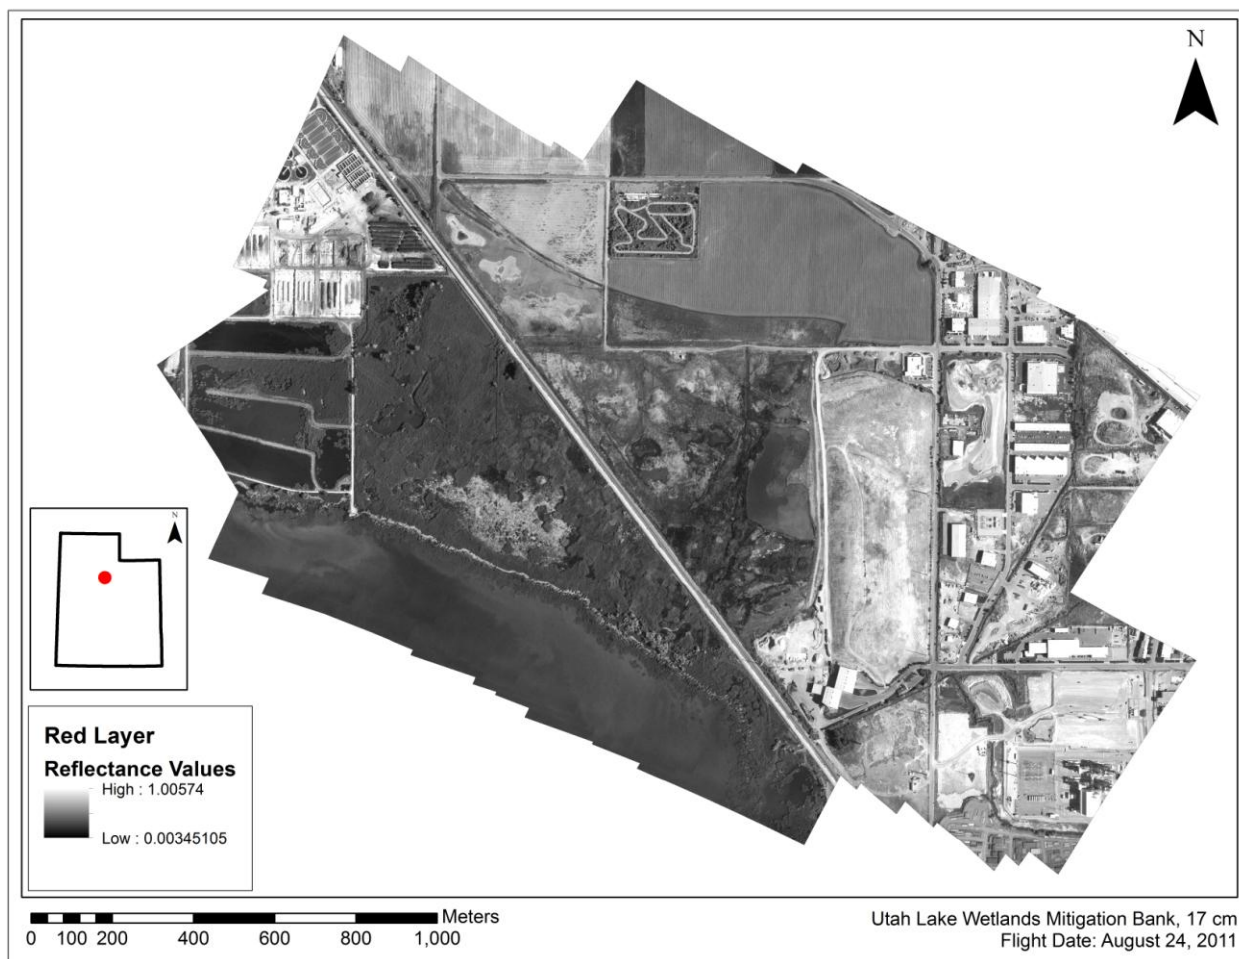 N
N
Red Layer
Reflectance Values
High : 1.00574
Low : 0.00345105
Meters
0 100 200 400 600 800 1,000
Utah Lake Wetlands Mitigation Bank, 17 cm
Flight Date: August 24, 2011